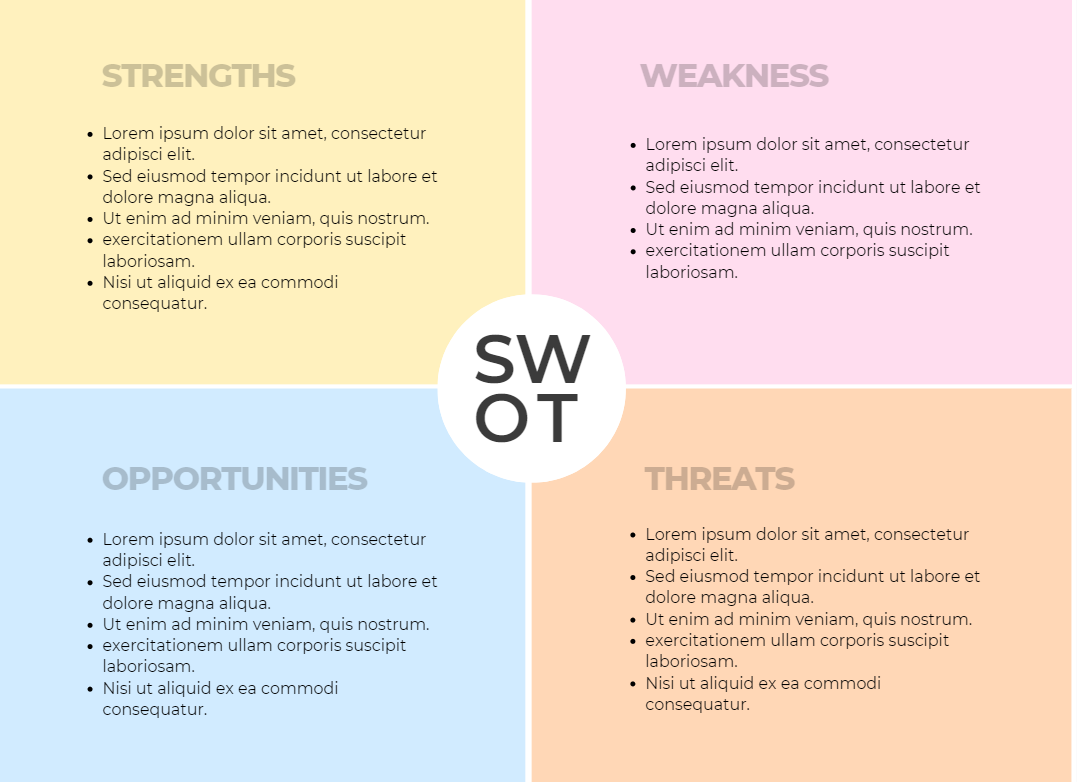 STRENGTHS
• Lorem ipsum dolor sit amet, consectetur
adipisci elit.
• Sed eiusmod tempor incidunt ut labore et
dolore magna aliqua.
• Ut enim ad minim veniam, quis nostrum.
• exercitationem ullam corporis suscipit
laboriosam.
• Nisi ut aliquid ex ea commodi
consequatur.
WEAKNESS
• Lorem ipsum dolor sit amet, consectetur
adipisci elit.
• Sed eiusmod tempor incidunt ut labore et
dolore magna aliqua.
• Ut enim ad minim veniam, quis nostrum.
• exercitationem ullam corporis suscipit
laboriosam.
SW
OT
OPPORTUNITIES
• Lorem ipsum dolor sit amet, consectetur
adipisci elit.
• Sed eiusmod tempor incidunt ut labore et
dolore magna aliqua.
• Ut enim ad minim veniam, quis nostrum.
• exercitationem ullam corporis suscipit
laboriosam.
• Nisi ut aliquid ex ea commodi
consequatur.
THREATS
• Lorem ipsum dolor sit amet, consectetur
adipisci elit.
• Sed eiusmod tempor incidunt ut labore et
dolore magna aliqua.
• Ut enim ad minim veniam, quis nostrum.
• exercitationem ullam corporis suscipit
laboriosam.
• Nisi ut aliquid ex ea commodi
consequatur.